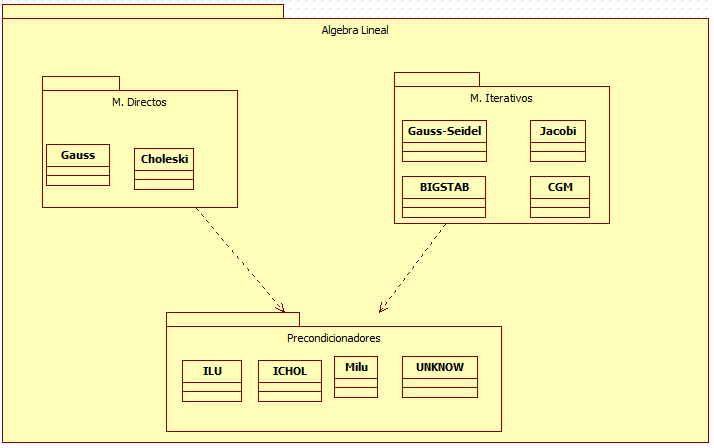 Algebra Lineal
M. Directos
Gauss
Choleski
M. Iterativos
Gauss-Seidel
Jacobi
BIGSTAB
CGM
Precondicionadores
ILU
ICHOL
Milu
UNKNOW